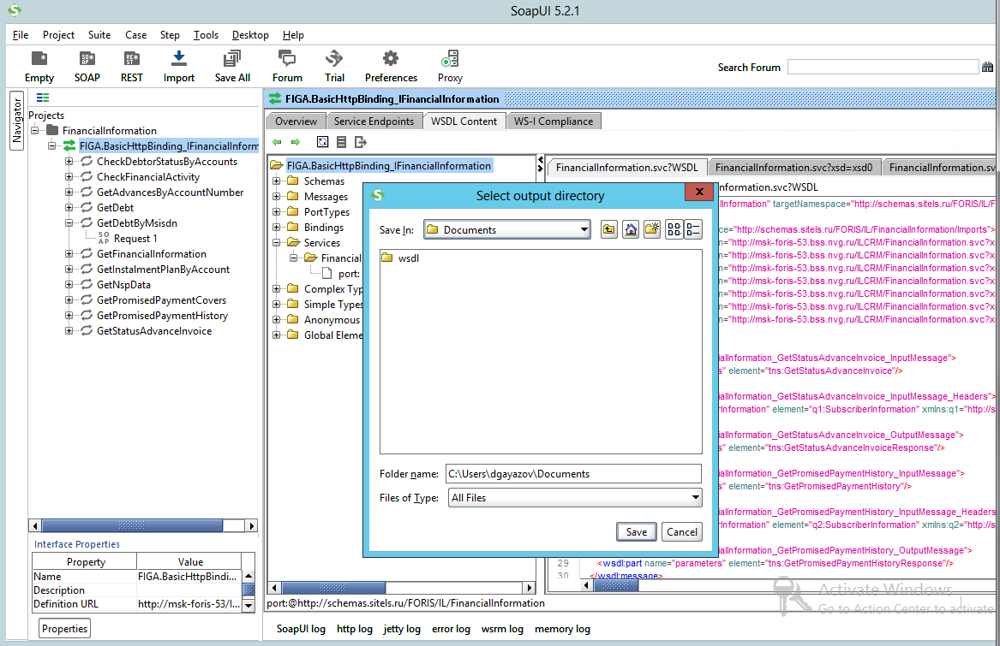 SoapUI 5.2.1
File Project Suite Case Step Tools Desktop Help
Empty SOAP REST Import Save All Forum Trial Preferences Proxy Search Forum
Navigator
Projects
FinancialInformation
FIGA.BasicHttpBinding_IFinancialInform
CheckDebtorStatusByAccounts
CheckFinancialActivity
GetAdvancesByAccountNumber
GetDebt
GetDebtByMsisdn
SOAP Request 1
GetFinancialInformation
GetInstalmentPlanByAccount
GetNspData
GetPromisedPaymentCovers
GetPromisedPaymentHistory
GetStatusAdvanceInvoice
Interface Properties
Property Value
Name FIGA.BasicHttpBindi...
Description
Definition URL http://msk-foris-53/I...
Properties
FIGA.BasicHttpBinding_IFinancialInformation
Overview Service Endpoints WSDL Content WS-I Compliance
FIGA.BasicHttpBinding_IFinancialInformation
Schemas
Messages
PortTypes
Bindings
Services
Financial
port:
Complex Typ
Simple Types
Anonymous
Global Eleme
FinancialInformation.svc?WSDL FinancialInformation.svc?xsd=xsd0 FinancialInformation.sv
nformation.svc?WSDL
ialInformation" targetNamespace="http://schemas.sitels.ru/FORIS/IL/F
ce="http://schemas.sitels.ru/FORIS/IL/FinancialInformation/Imports">
n="http://msk-foris-53.bss.nvg.ru/ILCRM/FinancialInformation.svc?x
n="http://msk-foris-53.bss.nvg.ru/ILCRM/FinancialInformation.svc?x
n="http://msk-foris-53.bss.nvg.ru/ILCRM/FinancialInformation.svc?x
n="http://msk-foris-53.bss.nvg.ru/ILCRM/FinancialInformation.svc?x
n="http://msk-foris-53.bss.nvg.ru/ILCRM/FinancialInformation.svc?x
n="http://msk-foris-53.bss.nvg.ru/ILCRM/FinancialInformation.svc?x
n="http://msk-foris-53.bss.nvg.ru/ILCRM/FinancialInformation.svc?x
ialInformation_GetStatusAdvanceInvoice_InputMessage">
s" element="tns:GetStatusAdvanceInvoice"/>
ialInformation_GetStatusAdvanceInvoice_InputMessage_Headers">
rInformation" element="q1:SubscriberInformation" xmlns:q1="http://s
ialInformation_GetStatusAdvanceInvoice_OutputMessage">
s" element="tns:GetStatusAdvanceInvoiceResponse"/>
ialInformation_GetPromisedPaymentHistory_InputMessage">
s" element="tns:GetPromisedPaymentHistory"/>
ialInformation_GetPromisedPaymentHistory_InputMessage_Headers
rInformation" element="q2:SubscriberInformation" xmlns:q2="http://s
ialInformation_GetPromisedPaymentHistory_OutputMessage">
29 <wsdl:part name="parameters" element="tns:GetPromisedPaymentHistoryResponse"/>
30 </wsdl:message>
Select output directory
Save In: Documents
wsdl
Folder name: C:\Users\dgayazov\Documents
Files of Type: All Files
Save Cancel
port:@http://schemas.sitels.ru/FORIS/IL/FinancialInformation
Activate Windows
Go to Action Center to activate
SoapUI log http log jetty log error log wsrm log memory log